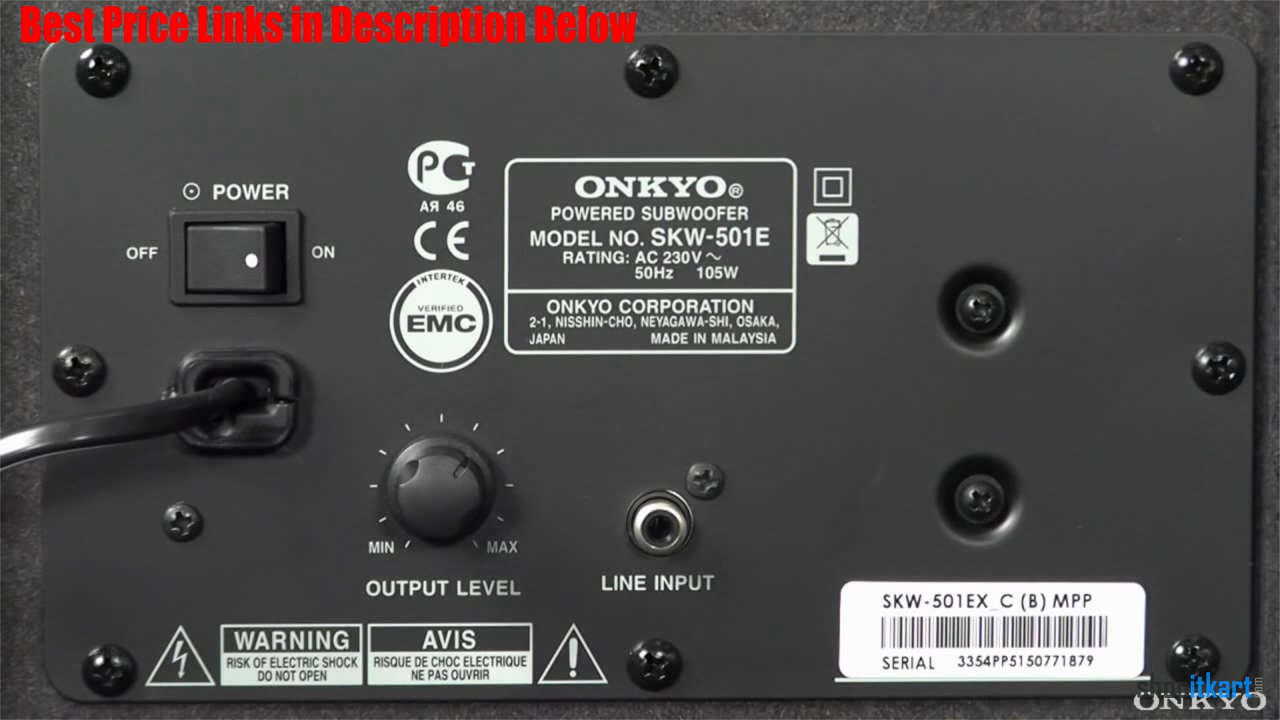 Best Price Links in Description Below
POWER
OFF
ON
PCT
АЯ 46
CE
INTERTEK
VERIFIED
EMC
ONKYO®
POWERED SUBWOOFER
MODEL NO. SKW-501E
RATING: AC 230V ~
50Hz 105W
ONKYO CORPORATION
2-1, NISSHIN-CHO, NEYAGAWA-SHI, OSAKA,
JAPAN MADE IN MALAYSIA
MIN
MAX
OUTPUT LEVEL
LINE INPUT
WARNING
RISK OF ELECTRIC SHOCK
DO NOT OPEN
AVIS
RISQUE DE CHOC ELECTRIQUE
NE PAS OUVRIR
SKW-501EX_C (B) MPP
SERIAL 3354PP5150771879
shopitkart.com
ONKYO